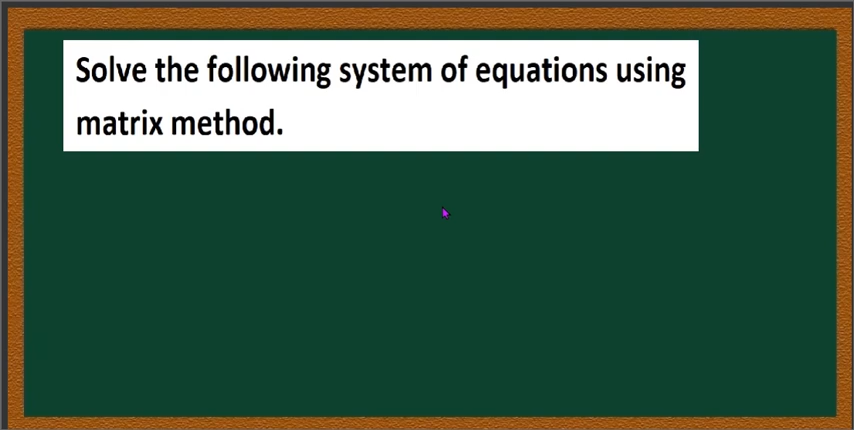 Solve the following system of equations using
matrix method.